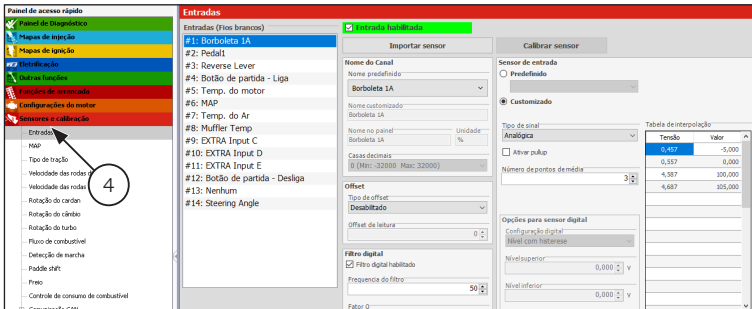 Painel de acesso rápido
Painel de Diagnóstico
Mapas de injeção
Mapas de ignição
Eletrificação
Outras funções
Funções de arrancada
Configurações do motor
Sensores e calibração
Entradas
MAP
Tipo de tração
Velocidade das rodas d
Velocidade das rodas
Rotação do cardan
Rotação do câmbio
Rotação do turbo
Fluxo de combustível
Detecção de marcha
Paddle shift
Freio
Controle de consumo de combustível
Comunicação CAN
4
Entradas
Entradas (Fios brancos)
#1: Borboleta 1A
#2: Pedal1
#3: Reverse Lever
#4: Botão de partida - Liga
#5: Temp. do motor
#6: MAP
#7: Temp. do Ar
#8: Muffler Temp
#9: EXTRA Input C
#10: EXTRA Input D
#11: EXTRA Input E
#12: Botão de partida - Desliga
#13: Nenhum
#14: Steering Angle
Entrada habilitada
Importar sensor
Calibrar sensor
Nome do Canal
Nome predefinido
Borboleta 1A
Nome customizado
Borboleta 1A
Nome no painel Unidade
Borboleta 1A %
Casas decimais
0 (Min: -32000 Max: 32000)
Offset
Tipo de offset
Desabilitado
Offset de leitura
0
Filtro digital
Filtro digital habilitado
Frequencia do filtro
50
Fator Q
Sensor de entrada
Predefinido
Customizado
Tipo de sinal
Analógica
Ativar pullup
Número de pontos de média
3
Opções para sensor digital
Configuração digital
Nível com histerese
Nível superior
0,000 V
Nível inferior
0,000 V
Tabela de interpolação
Tensão Valor
0,457 -5,000
0,557 0,000
4,587 100,000
4,687 105,000